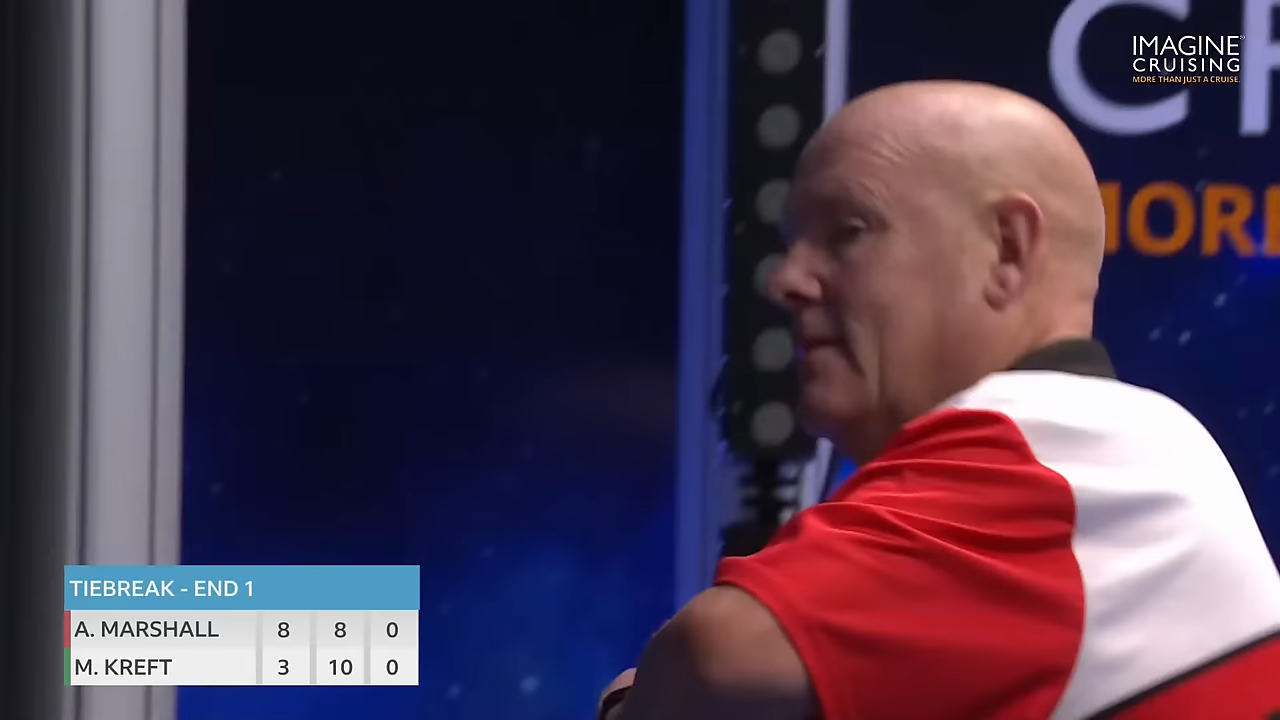 IMAGINE
CRUISING
MORE THAN JUST A CRUISE.
TIEBREAK - END 1
A. MARSHALL 8 8 0
M. KREFT 3 10 0